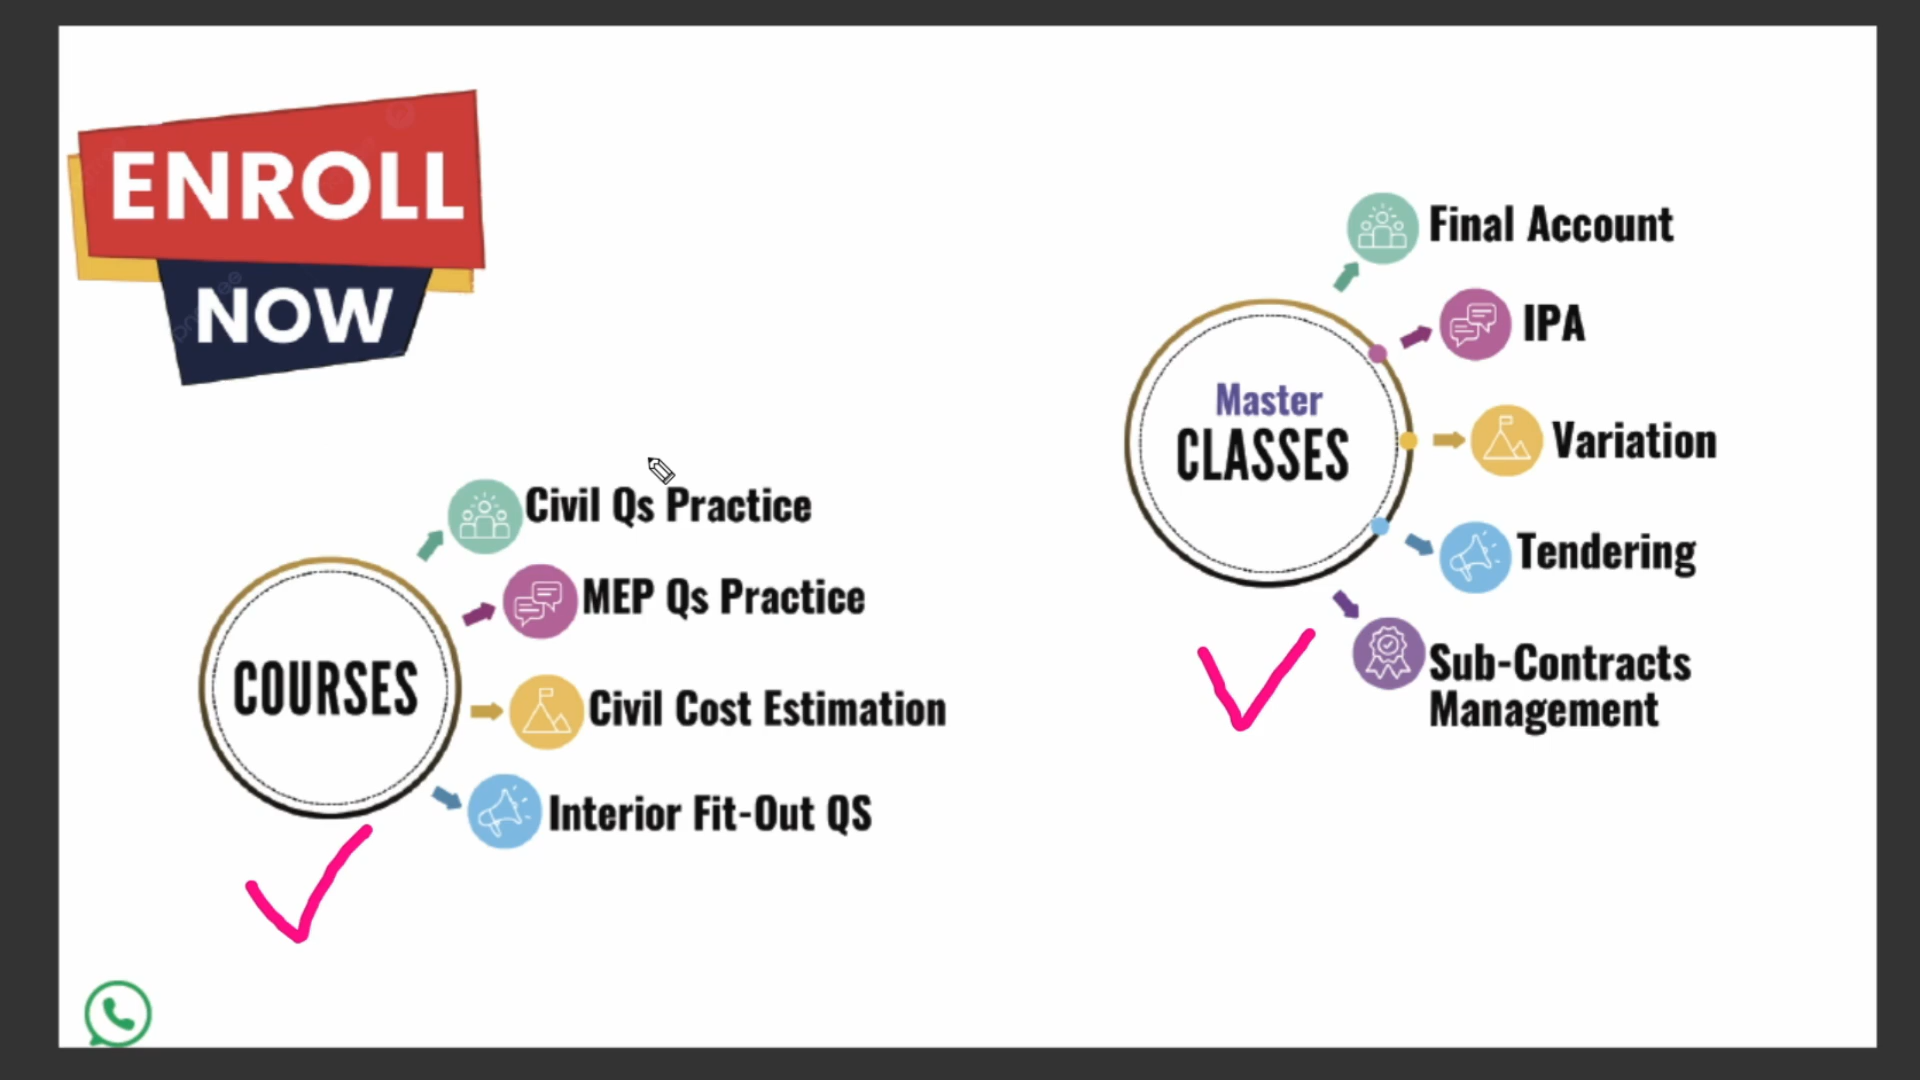 ENROLL
NOW
COURSES
Civil Qs Practice
MEP Qs Practice
Civil Cost Estimation
Interior Fit-Out QS
Master
CLASSES
Final Account
IPA
Variation
Tendering
Sub-Contracts
Management